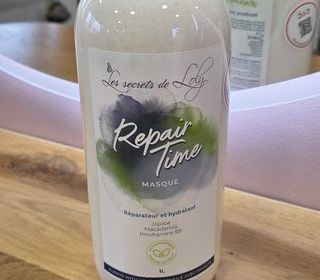 Les secrets de Loly
Repair
Time
MASQUE
Réparateur et hydratant
Jojoba
Macadamia
Provitamine B5
1L